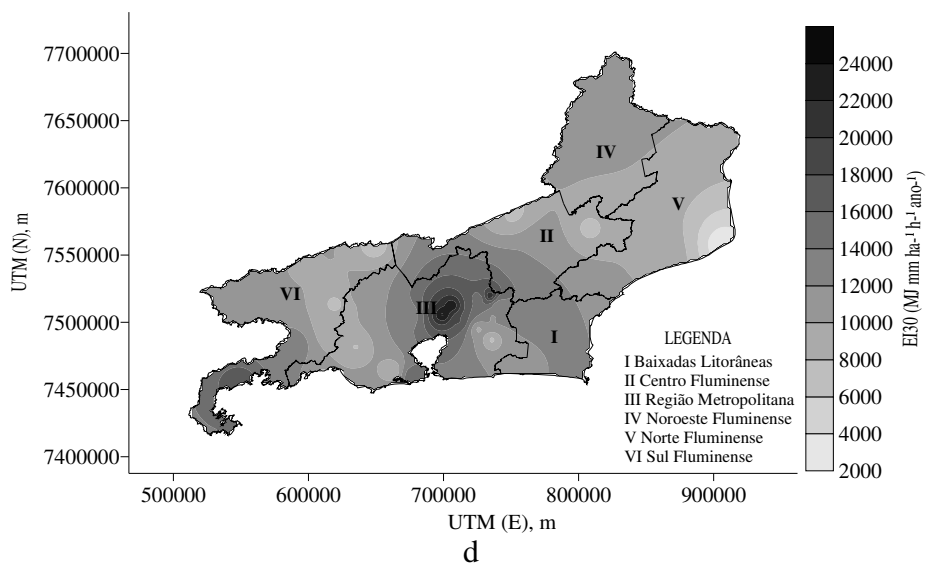 7700000
7650000
7600000
7550000
7500000
7450000
7400000
UTM (N), m
500000 600000 700000 800000 900000
UTM (E), m
IV
V
II
VI
III
I
LEGENDA
I Baixadas Litorâneas
II Centro Fluminense
III Região Metropolitana
IV Noroeste Fluminense
V Norte Fluminense
VI Sul Fluminense
24000
22000
20000
18000
16000
14000
12000
10000
8000
6000
4000
2000
EI30 (MJ mm ha-¹ h-¹ ano-¹)
d